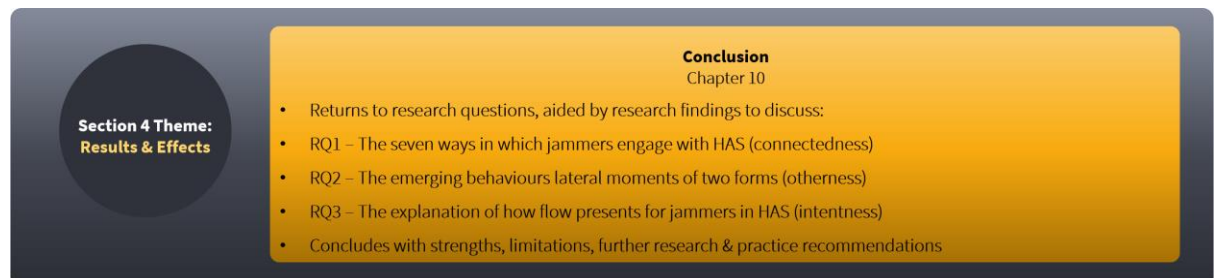 Section 4 Theme:
Results & Effects
Conclusion
Chapter 10
• Returns to research questions, aided by research findings to discuss:
• RQ1 – The seven ways in which jammers engage with HAS (connectedness)
• RQ2 – The emerging behaviours lateral moments of two forms (otherness)
• RQ3 – The explanation of how flow presents for jammers in HAS (intentness)
• Concludes with strengths, limitations, further research & practice recommendations